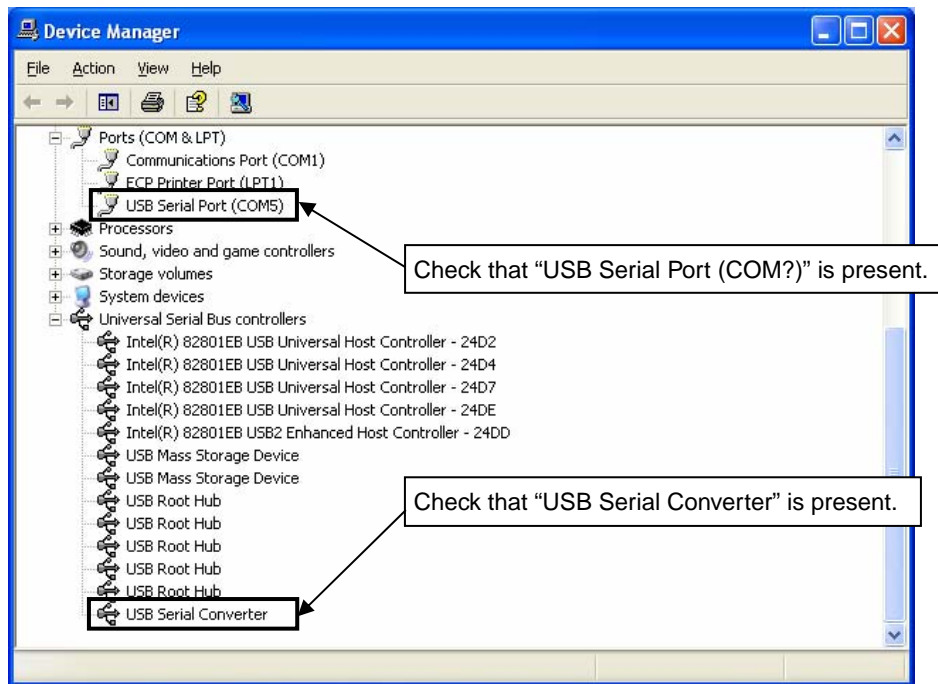 Device Manager
File Action View Help
Ports (COM & LPT)
Communications Port (COM1)
ECP Printer Port (LPT1)
USB Serial Port (COM5)
Processors
Sound, video and game controllers
Check that “USB Serial Port (COM?)” is present.
Storage volumes
System devices
Universal Serial Bus controllers
Intel(R) 82801EB USB Universal Host Controller - 24D2
Intel(R) 82801EB USB Universal Host Controller - 24D4
Intel(R) 82801EB USB Universal Host Controller - 24D7
Intel(R) 82801EB USB Universal Host Controller - 24DE
Intel(R) 82801EB USB2 Enhanced Host Controller - 24DD
USB Mass Storage Device
USB Mass Storage Device
Check that “USB Serial Converter” is present.
USB Root Hub
USB Root Hub
USB Root Hub
USB Root Hub
USB Root Hub
USB Serial Converter